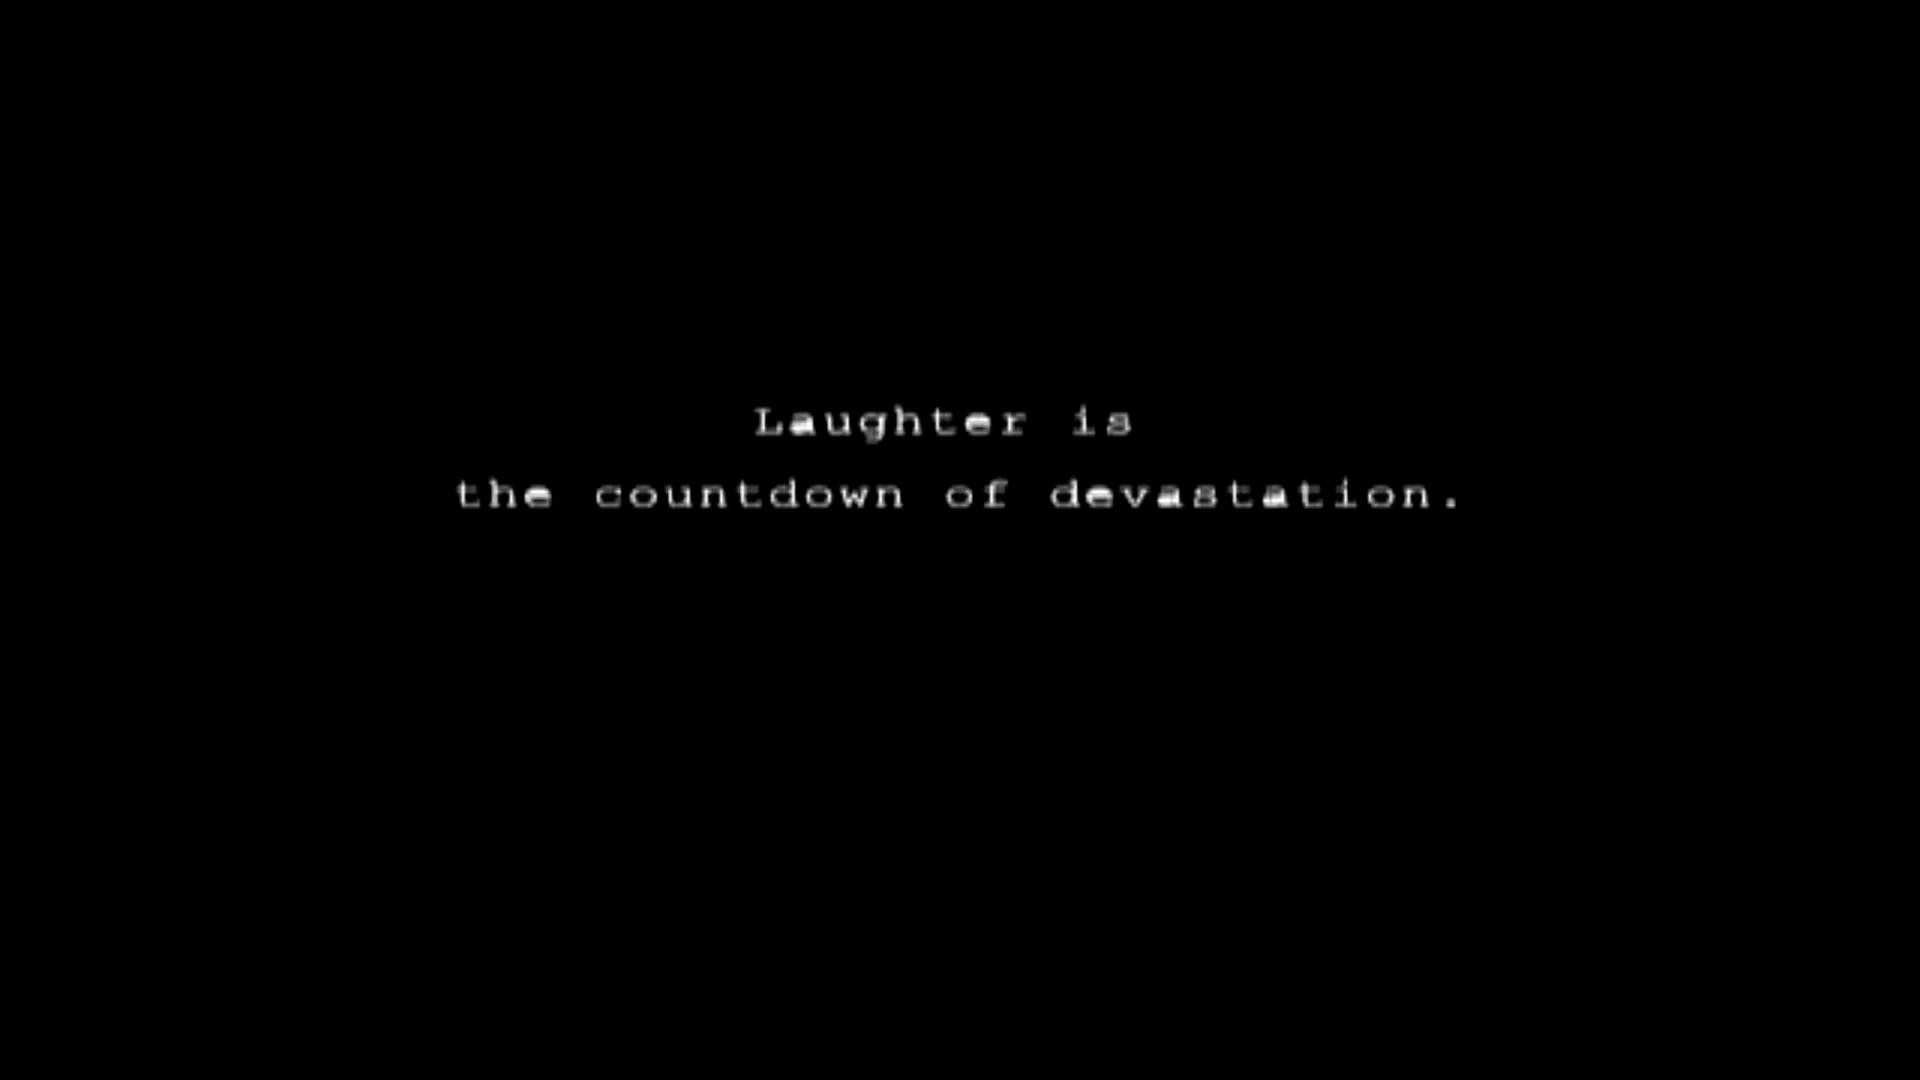 Laughter is
the countdown of devastation.